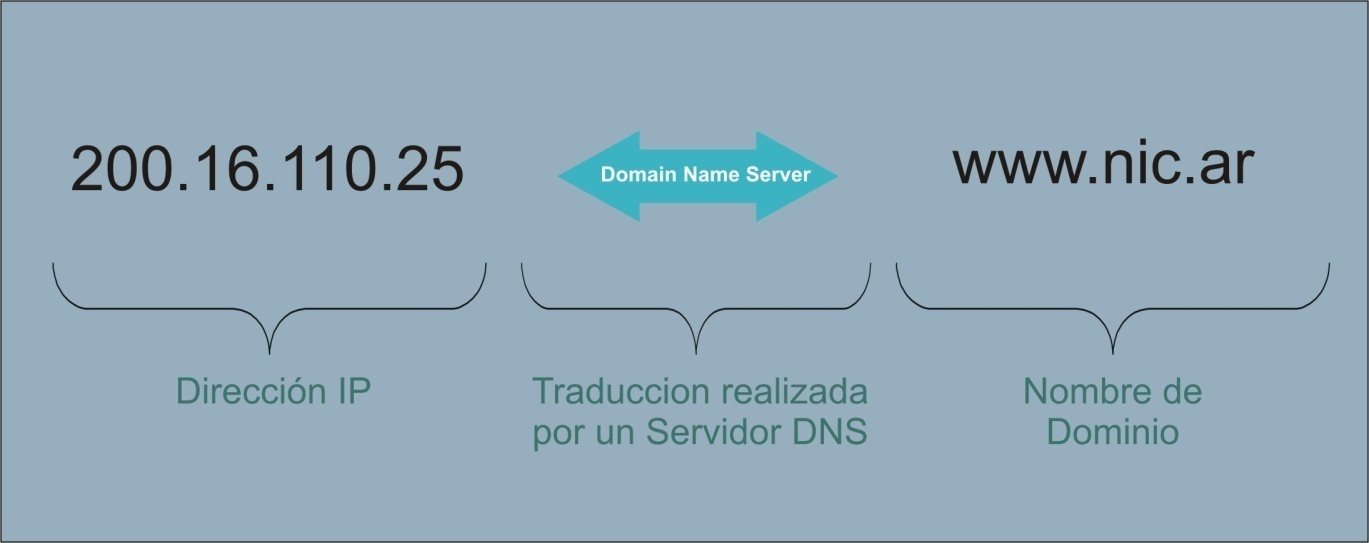 200.16.110.25
Domain Name Server
www.nic.ar
Dirección IP
Traduccion realizada
por un Servidor DNS
Nombre de
Dominio